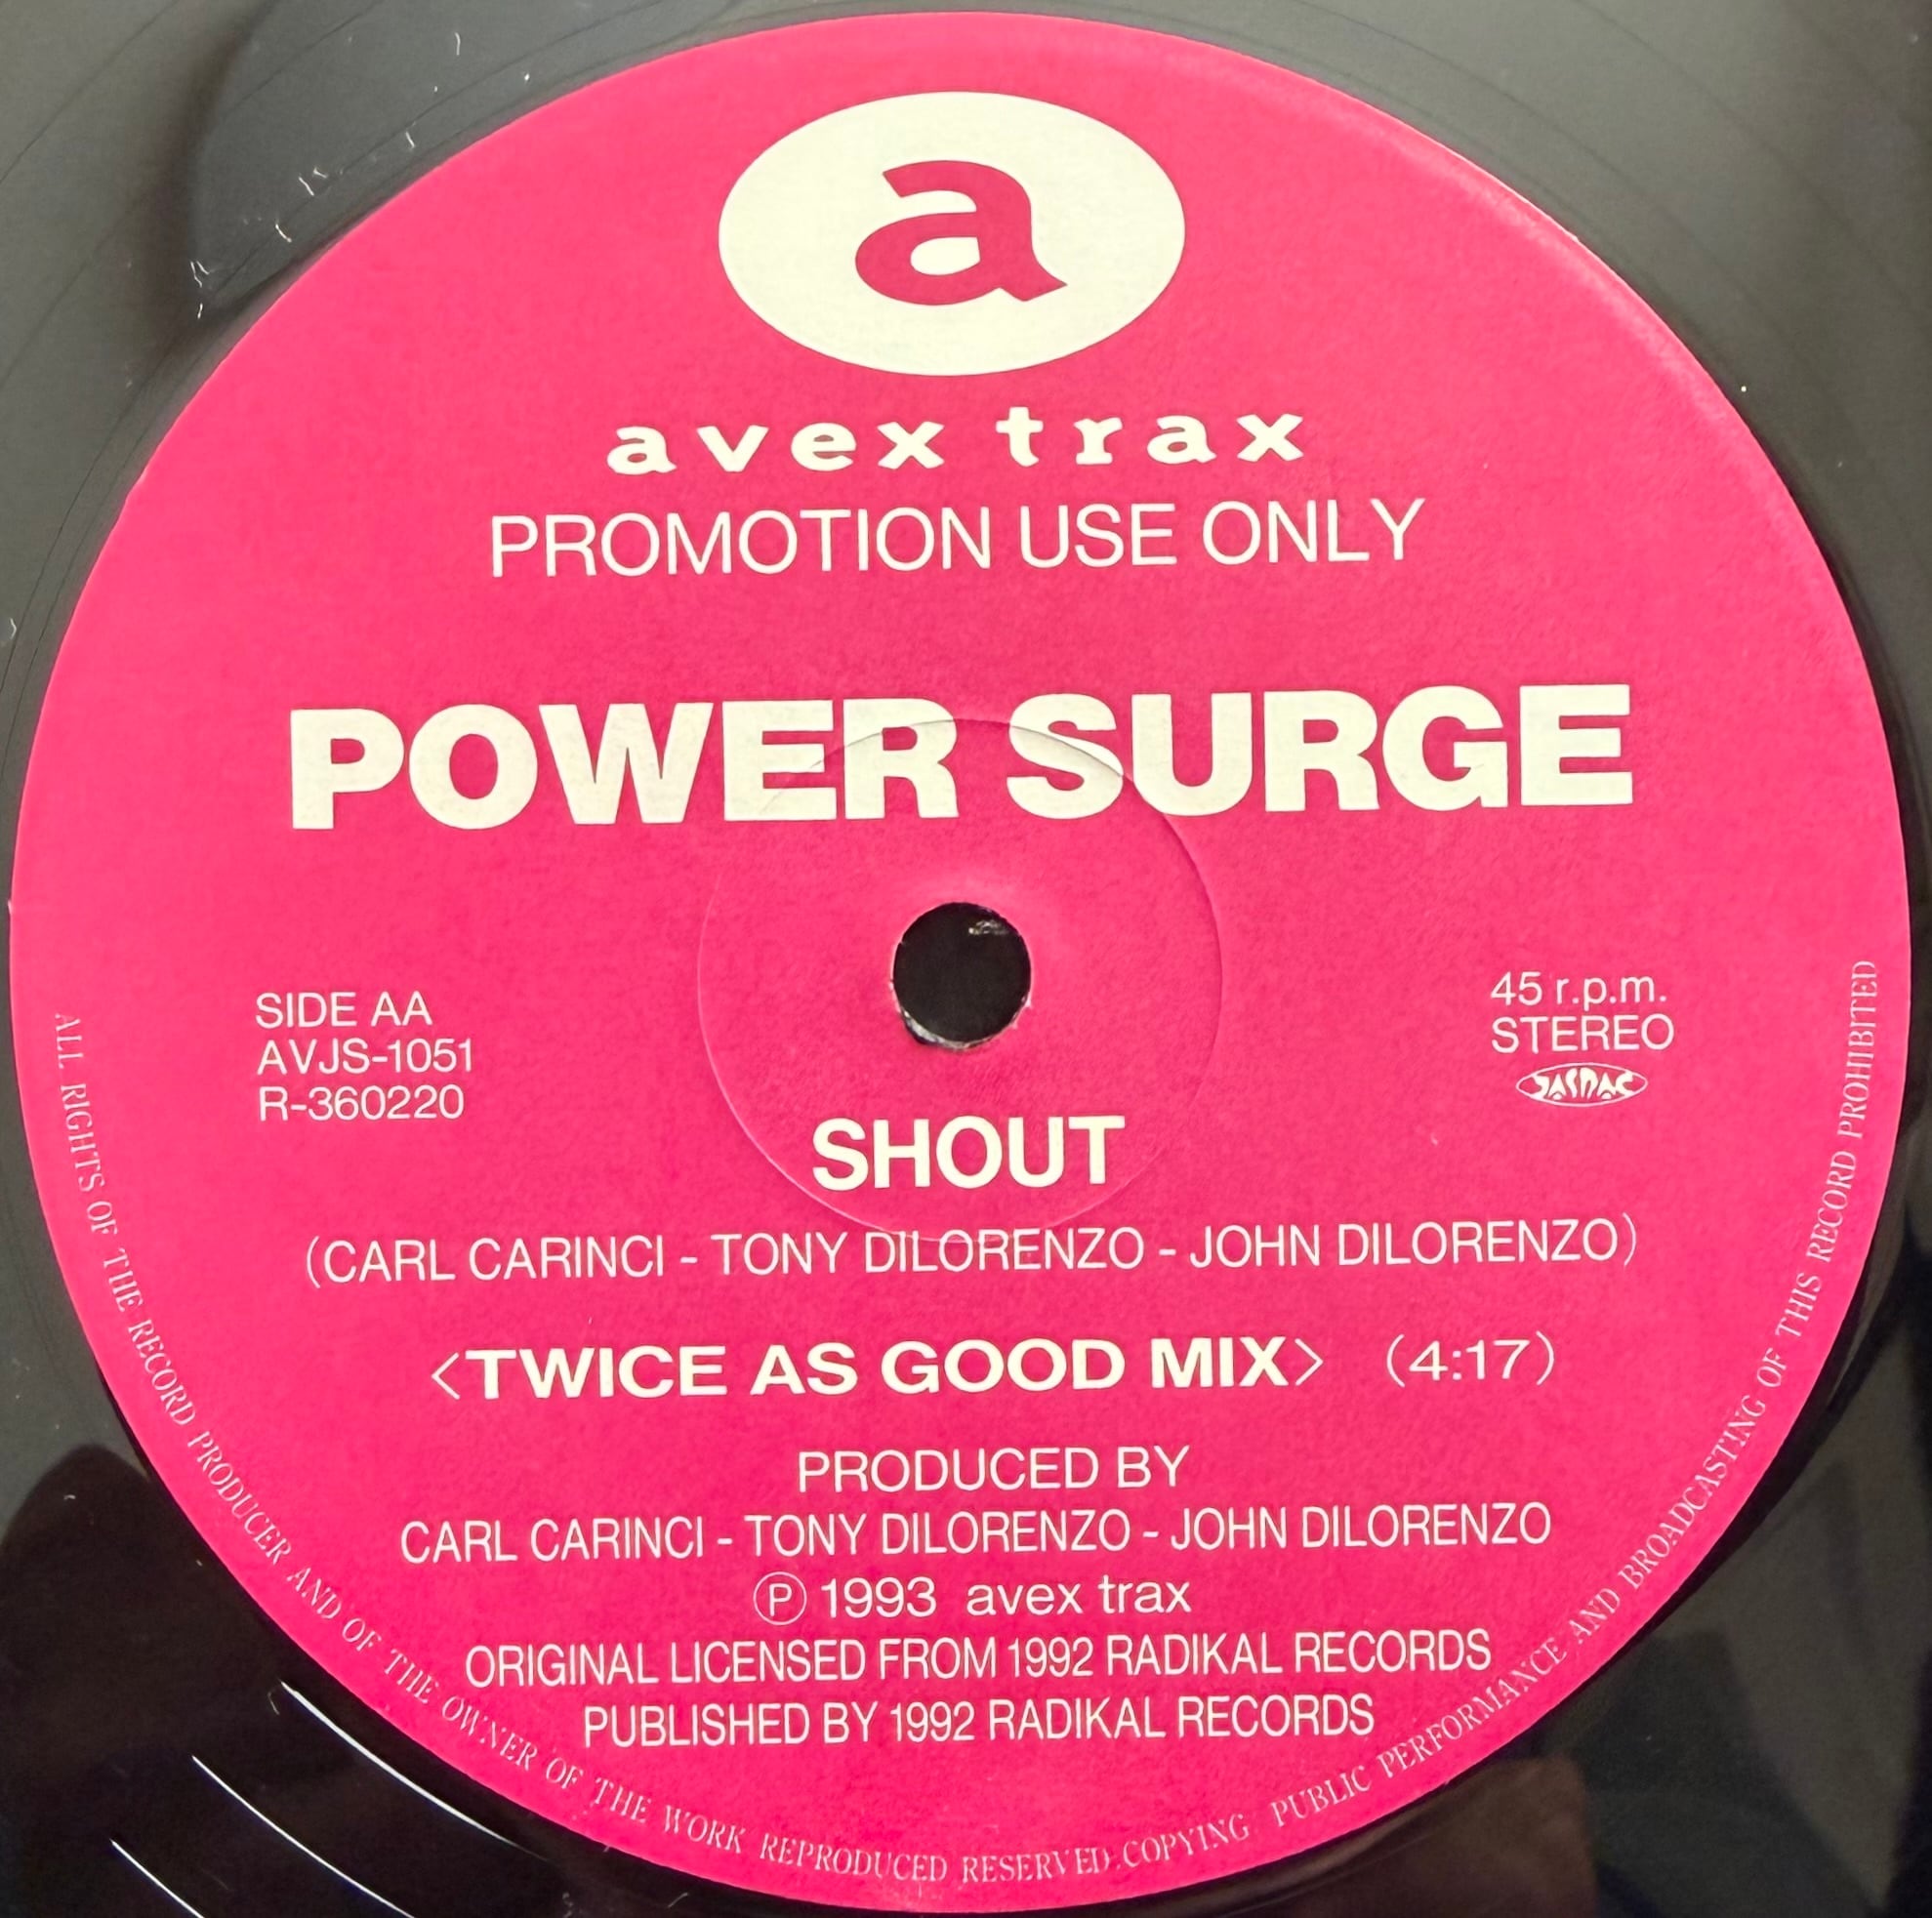 a
avex trax
PROMOTION USE ONLY
POWER SURGE
SIDE AA
AVJS-1051
R-360220
45 r.p.m.
STEREO
JASRAC
SHOUT
(CARL CARINCI - TONY DILORENZO - JOHN DILORENZO)
<TWICE AS GOOD MIX> (4:17)
PRODUCED BY
CARL CARINCI - TONY DILORENZO - JOHN DILORENZO
Ⓟ 1993 avex trax
ORIGINAL LICENSED FROM 1992 RADIKAL RECORDS
PUBLISHED BY 1992 RADIKAL RECORDS
ALL RIGHTS OF THE RECORD PRODUCER AND OF THE OWNER OF THE WORK REPRODUCED RESERVED. COPYING PUBLIC PERFORMANCE AND BROADCASTING OF THIS RECORD PROHIBITED